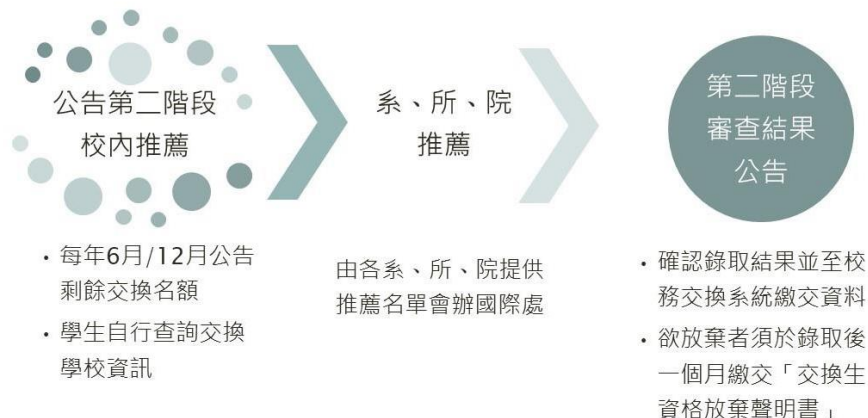 公告第二階段
校內推薦
• 每年6月/12月公告
剩餘交換名額
• 學生自行查詢交換
學校資訊
系、所、院
推薦
由各系、所、院提供
推薦名單會辦國際處
第二階段
審查結果
公告
• 確認錄取結果並至校
務交換系統繳交資料
• 欲放棄者須於錄取後
一個月繳交「交換生
資格放棄聲明書」